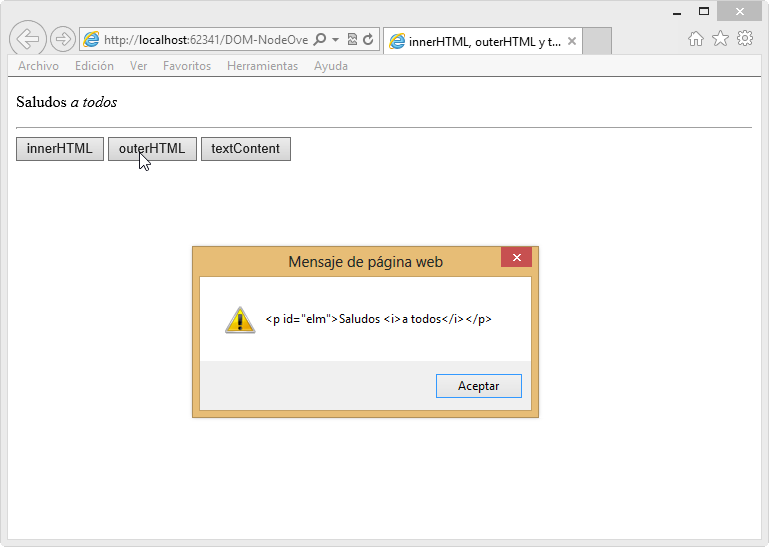 http://localhost:62341/DOM-NodeOve
innerHTML, outerHTML y t...
Archivo Edición Ver Favoritos Herramientas Ayuda
Saludos a todos
innerHTML outerHTML textContent
Mensaje de página web
<p id="elm">Saludos <i>a todos</i></p>
Aceptar